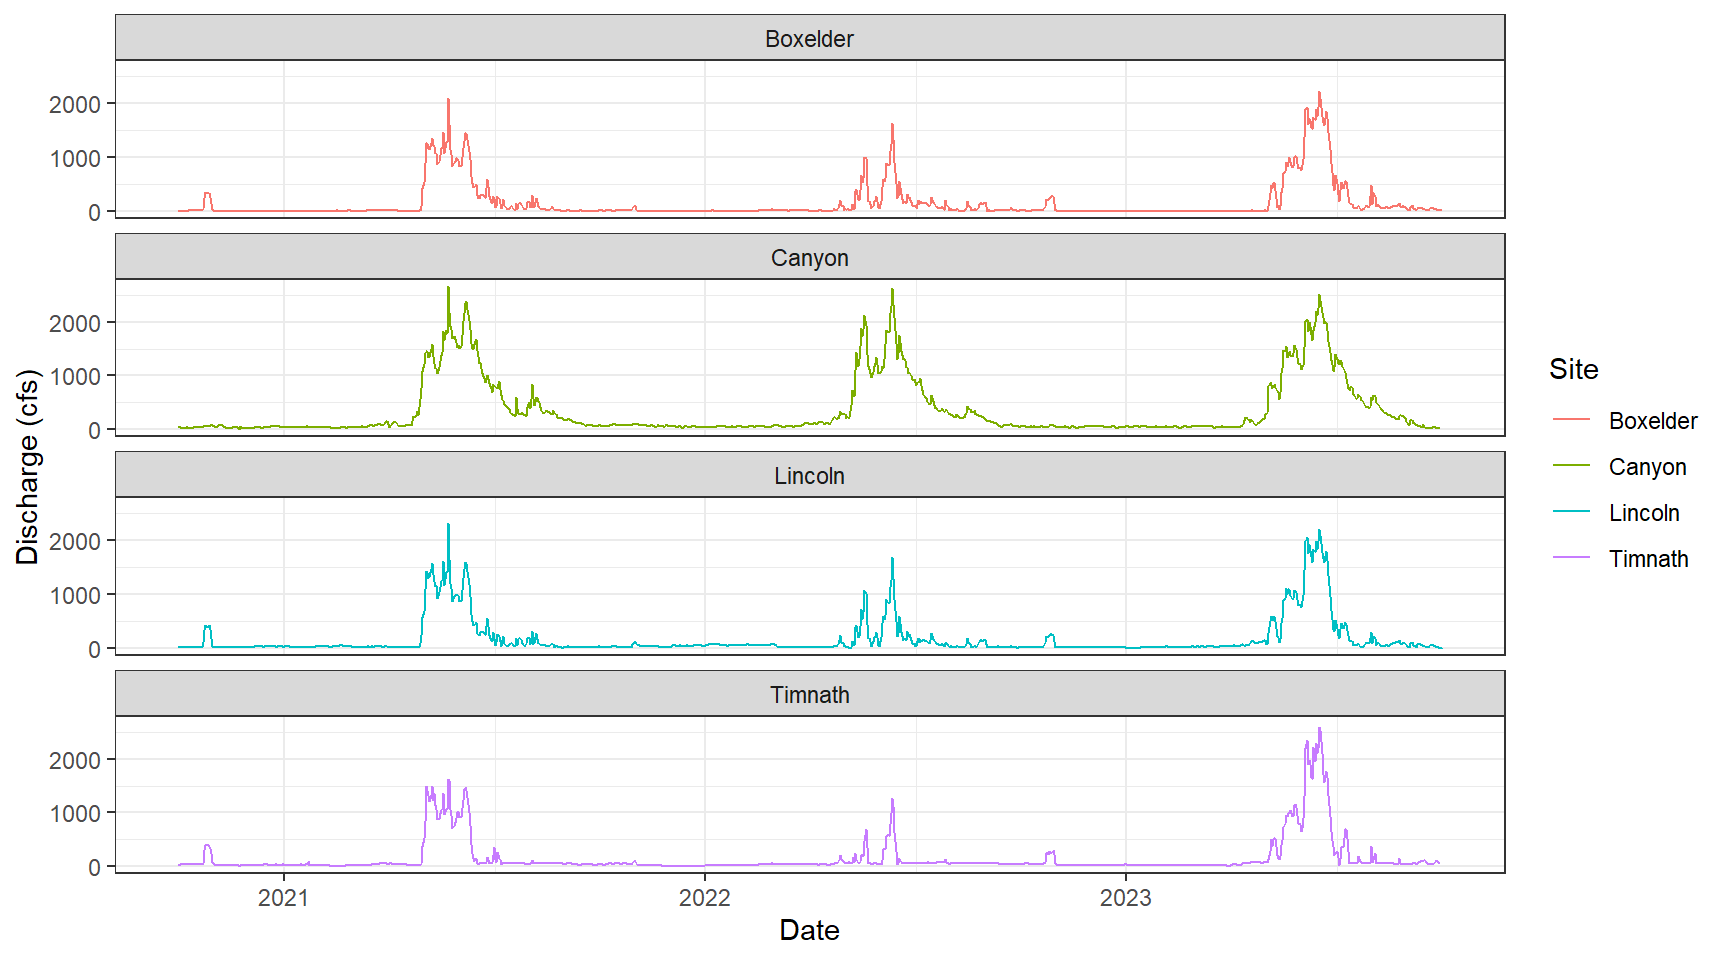 Boxelder
2000
1000
0
Canyon
2000
1000
0
Lincoln
2000
1000
0
Timnath
2000
1000
0
2021 2022 2023
Date
Discharge (cfs)
Site
Boxelder
Canyon
Lincoln
Timnath